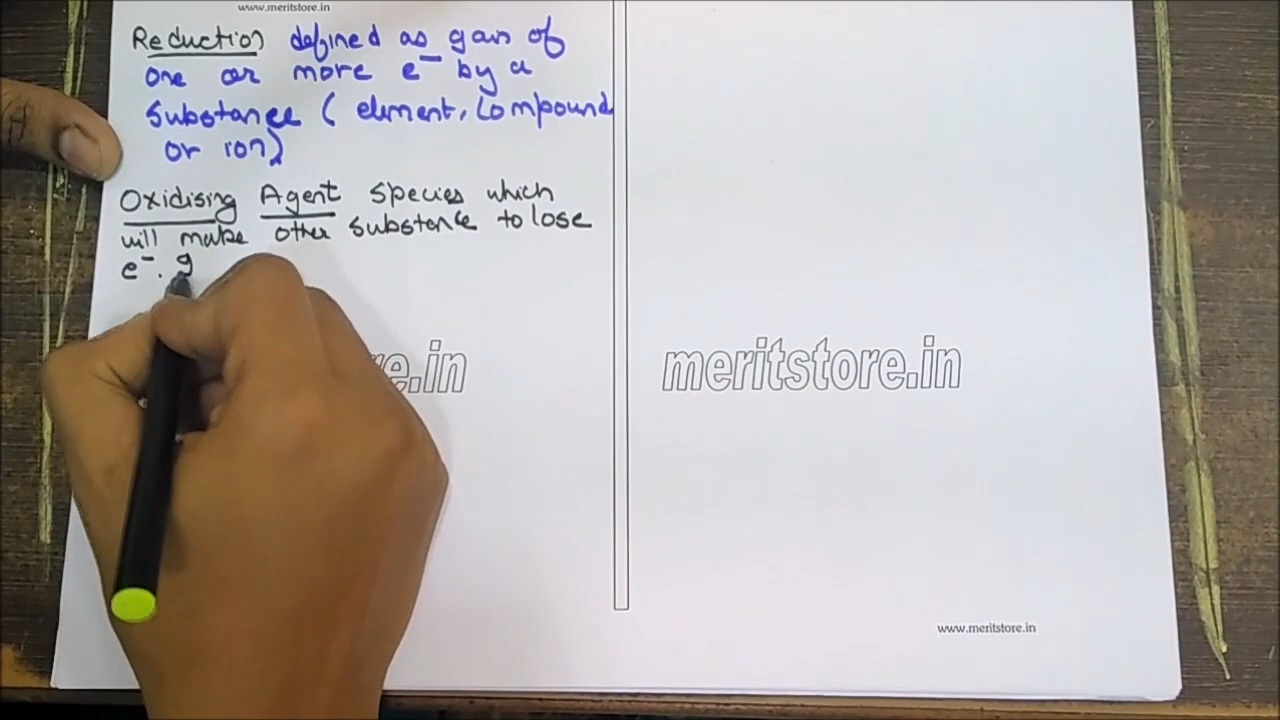 www.meritstore.in
Reduction defined as gain of
one or more e⁻ by a
Substance ( element, Compound
or ion)
Oxidising Agent Species which
will make other substance to lose
e⁻. g
e.in
meritstore.in
www.meritstore.in